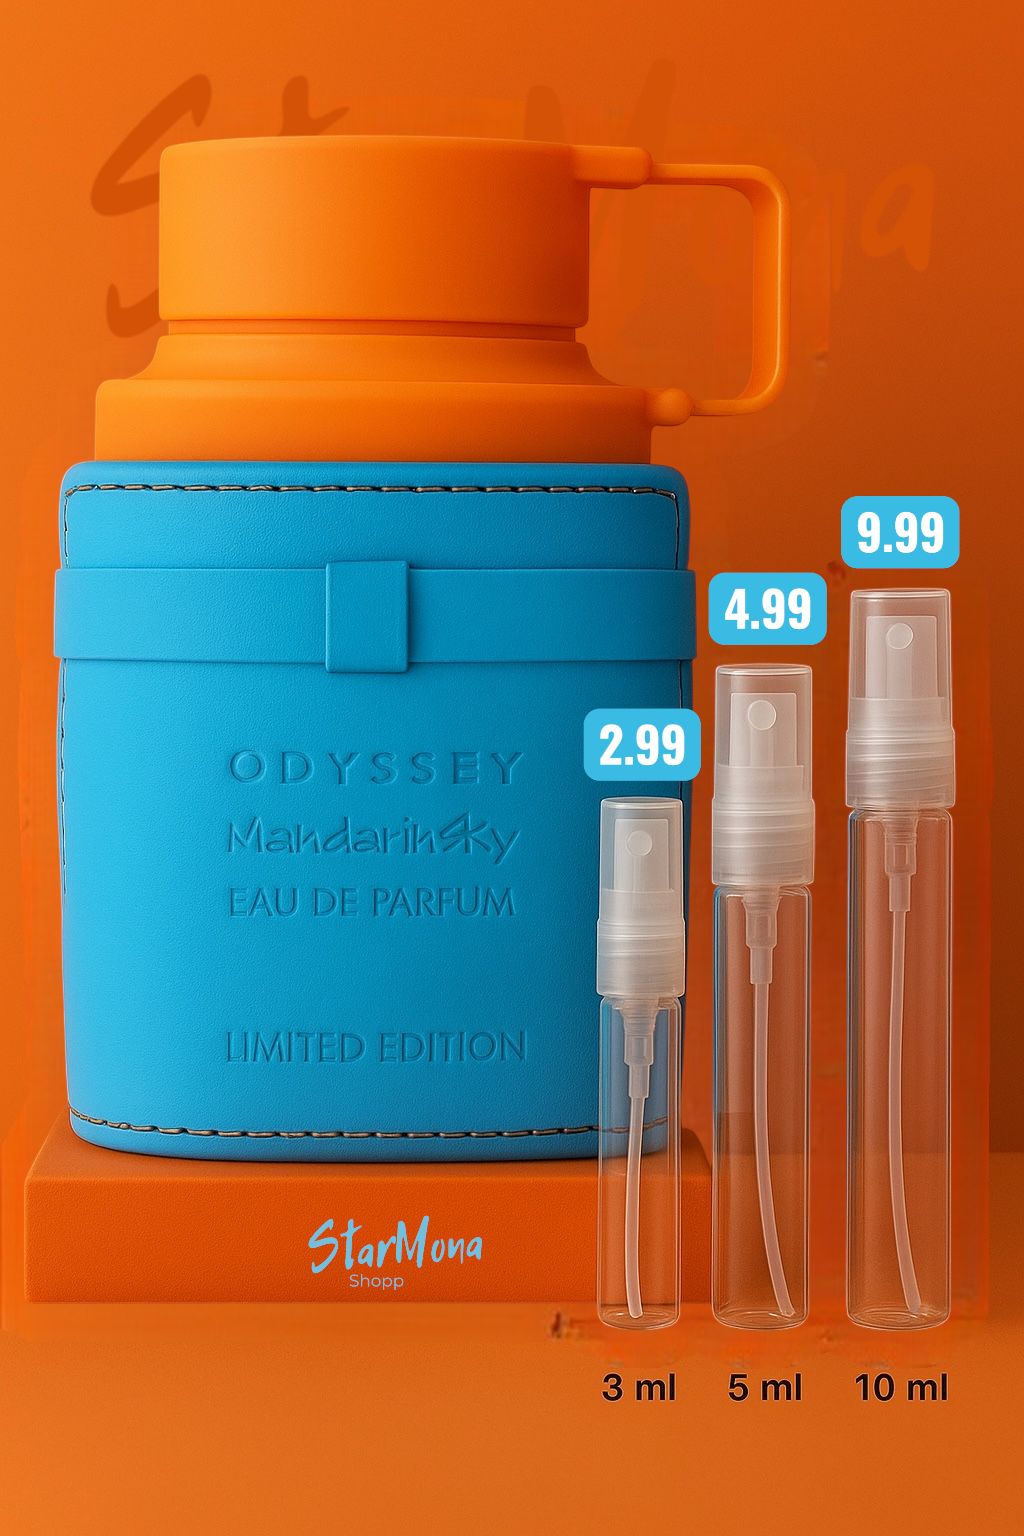 StarMona
9.99
4.99
2.99
ODYSSEY
MandarinSky
EAU DE PARFUM
LIMITED EDITION
StarMona
Shopp
3 ml
5 ml
10 ml